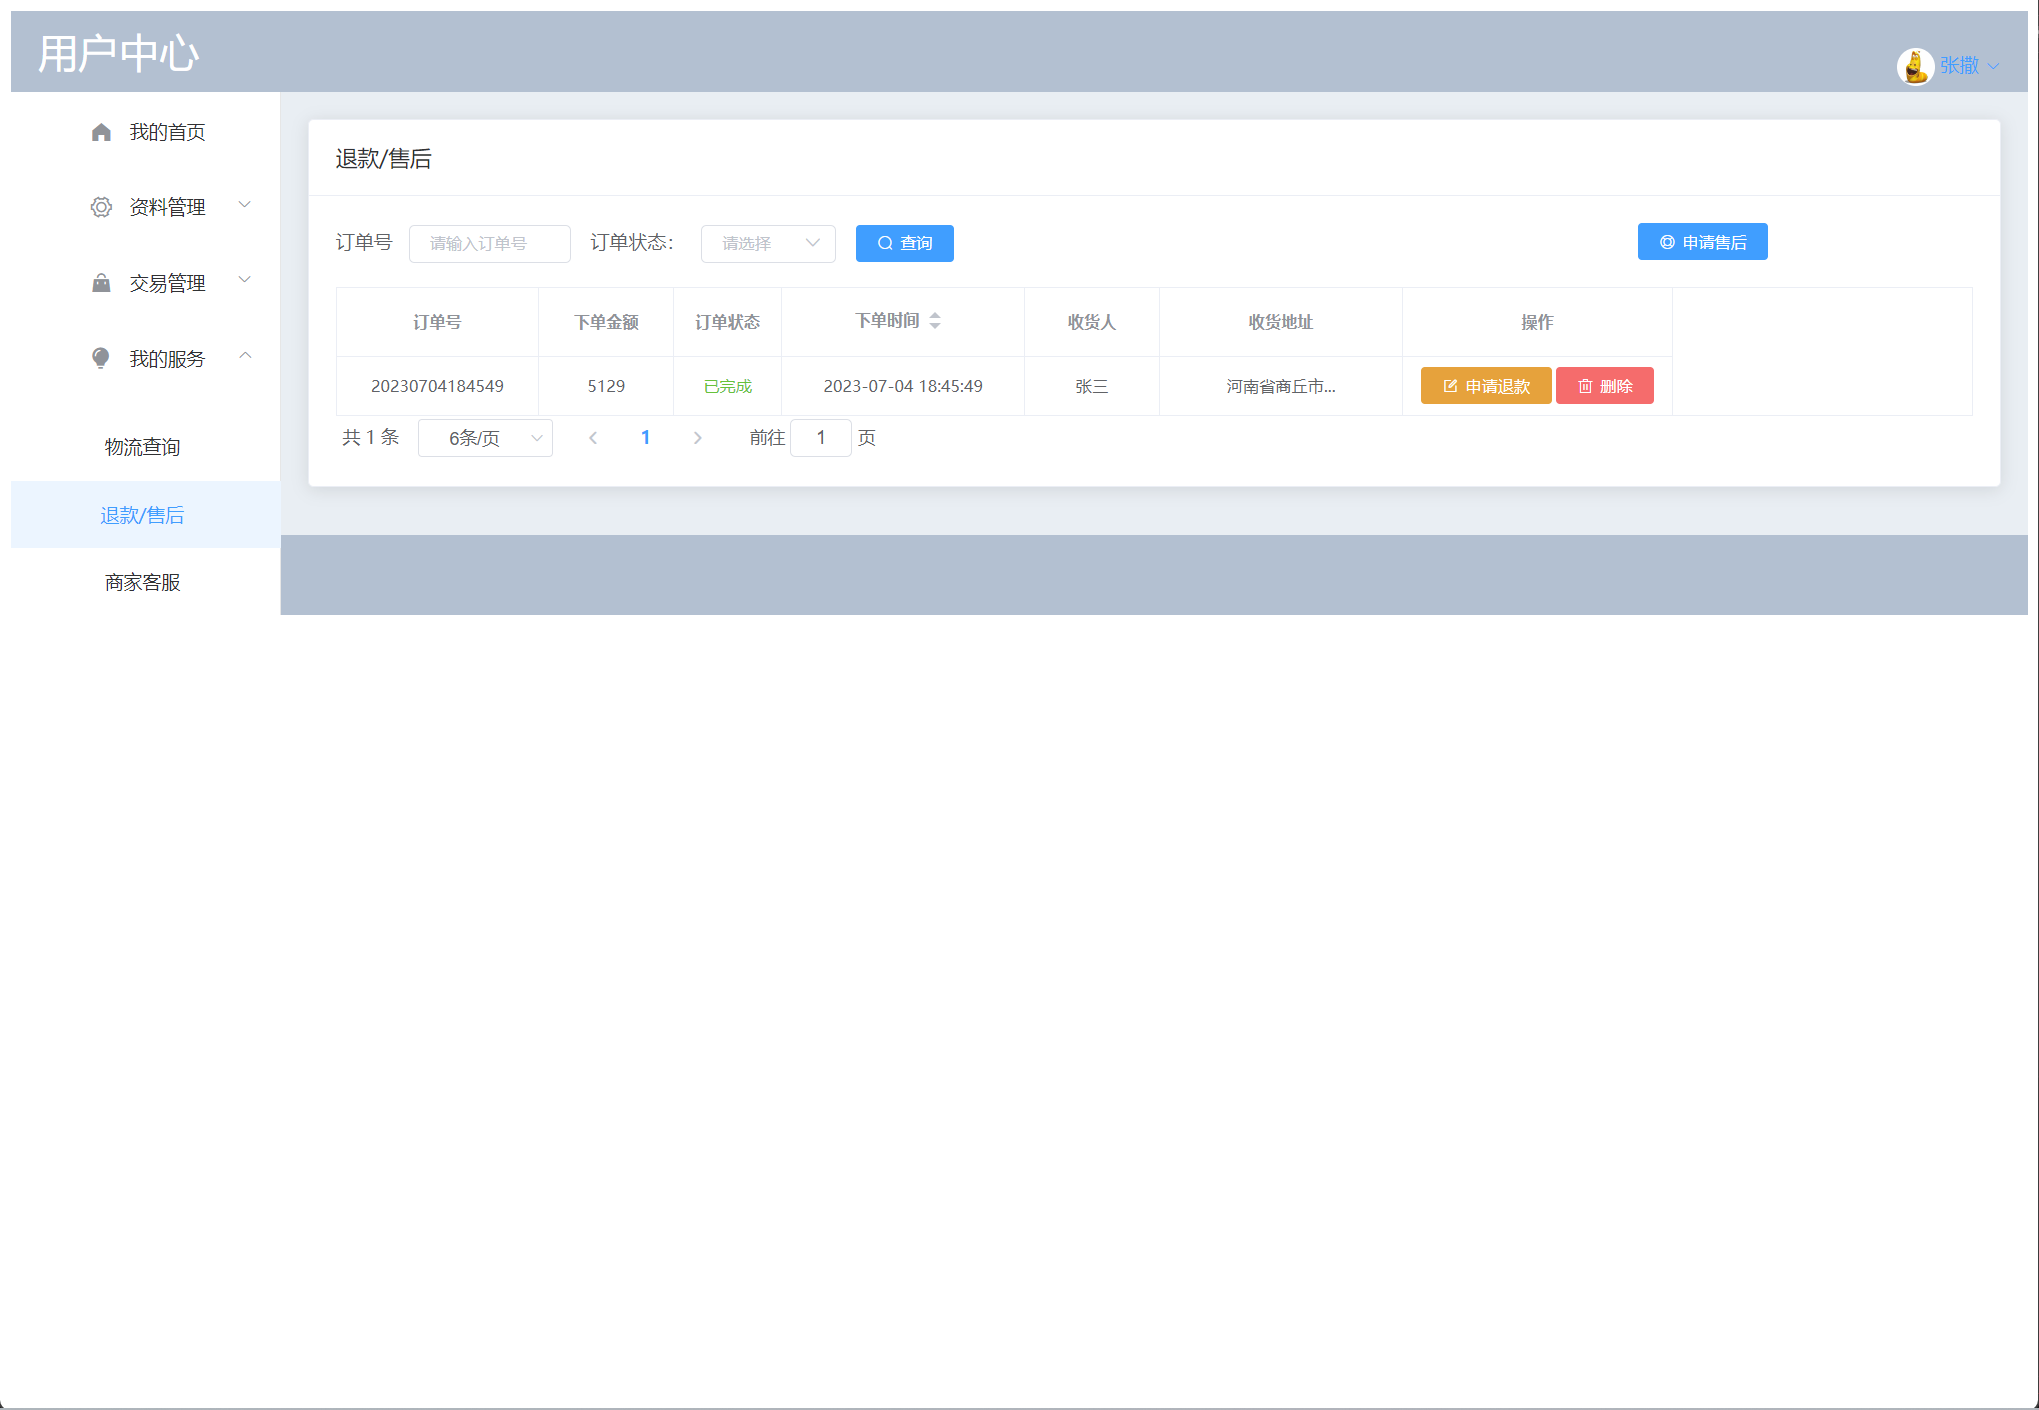 用户中心
张撒
我的首页
资料管理
交易管理
我的服务
物流查询
退款/售后
商家客服
退款/售后
订单号 请输入订单号 订单状态： 请选择 查询 申请售后
订单号 下单金额 订单状态 下单时间 收货人 收货地址 操作
20230704184549 5129 已完成 2023-07-04 18:45:49 张三 河南省商丘市... 申请退款 删除
共 1 条 6条/页 1 前往 1 页